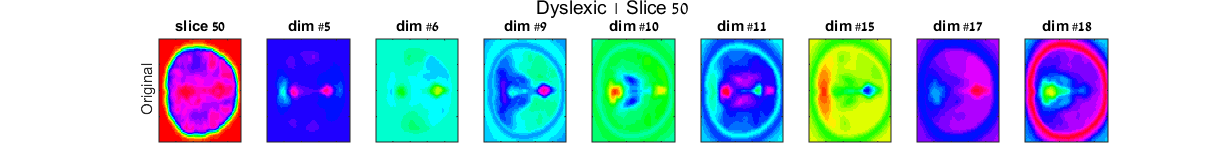 Dyslexic | Slice 50
slice 50 dim #5 dim #6 dim #9 dim #10 dim #11 dim #15 dim #17 dim #18
Original